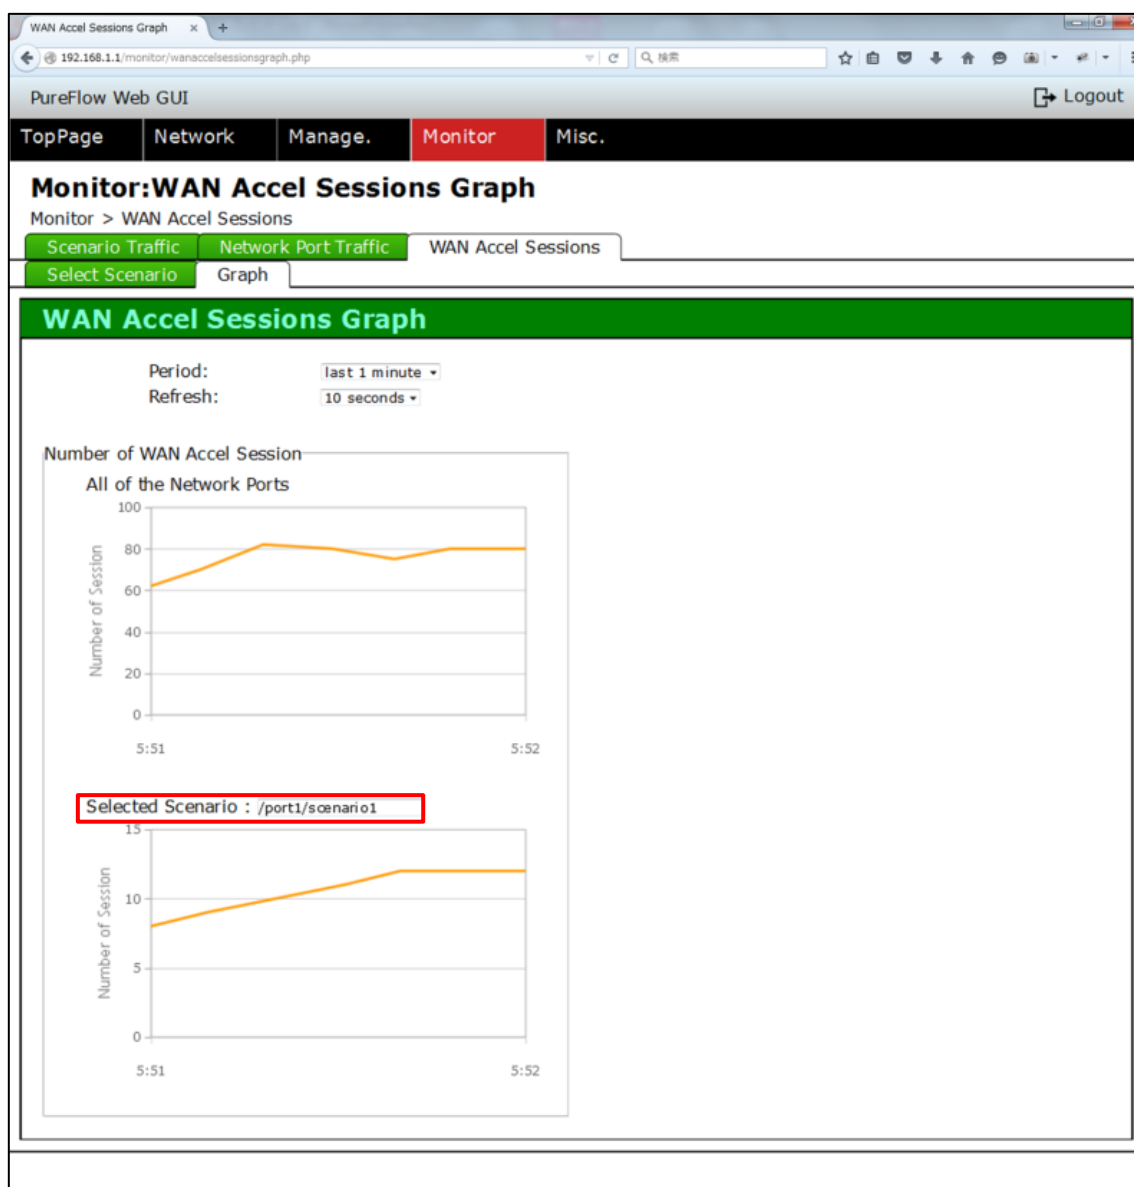 WAN Accel Sessions Graph × +
192.168.1.1/monitor/wanaccelsessionsgraph.php 検索
PureFlow Web GUI Logout
TopPage Network Manage. Monitor Misc.
Monitor:WAN Accel Sessions Graph
Monitor > WAN Accel Sessions
Scenario Traffic Network Port Traffic WAN Accel Sessions
Select Scenario Graph
WAN Accel Sessions Graph
Period: last 1 minute
Refresh: 10 seconds
Number of WAN Accel Session
All of the Network Ports
100
80
60
40
20
0
Number of Session
5:51 5:52
Selected Scenario : /port1/scenario1
15
10
5
0
Number of Session
5:51 5:52